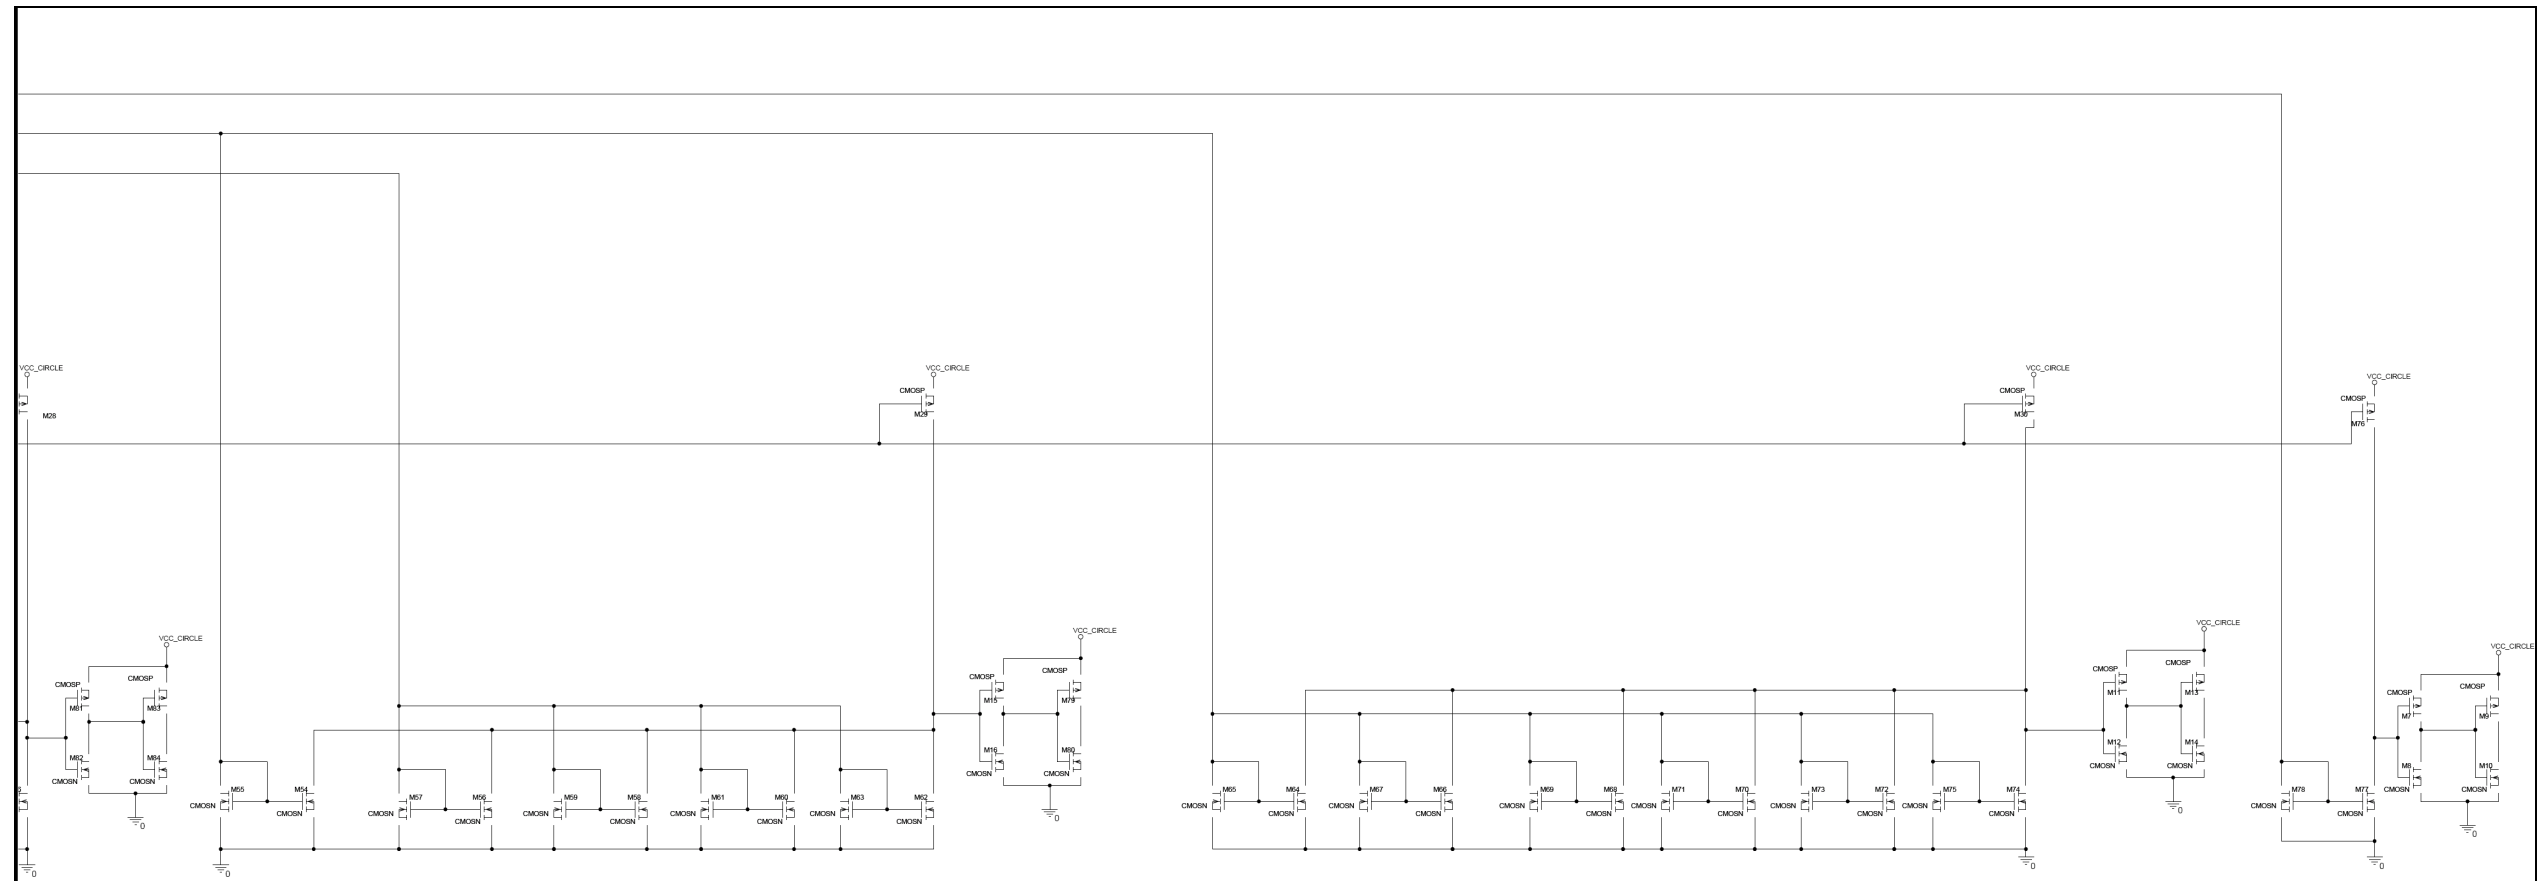 VCC_CIRCLE
M28
VCC_CIRCLE
CMOSP
M29
VCC_CIRCLE
CMOSP
M30
VCC_CIRCLE
CMOSP
M76
VCC_CIRCLE
CMOSP
CMOSP
M81
M83
M82
M84
CMOSN
CMOSN
0
VCC_CIRCLE
CMOSP
CMOSP
M15
M79
M16
M80
CMOSN
CMOSN
0
VCC_CIRCLE
CMOSP
CMOSP
M11
M13
M12
M14
CMOSN
CMOSN
0
VCC_CIRCLE
CMOSP
CMOSP
M7
M9
M8
M10
CMOSN
CMOSN
0
M55
M54
CMOSN
CMOSN
M57
M56
CMOSN
CMOSN
M59
M58
CMOSN
CMOSN
M61
M60
CMOSN
CMOSN
M63
M62
CMOSN
CMOSN
M65
M64
CMOSN
CMOSN
M67
M66
CMOSN
CMOSN
M69
M68
CMOSN
CMOSN
M71
M70
CMOSN
CMOSN
M73
M72
CMOSN
CMOSN
M75
M74
CMOSN
CMOSN
M78
M77
CMOSN
CMOSN
0
0
0
0